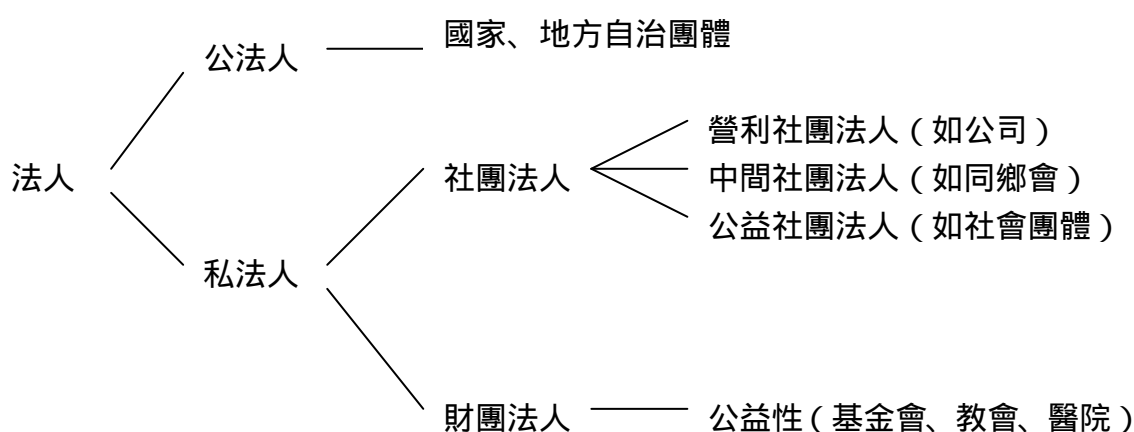 國家、地方自治團體
公法人
營利社團法人（如公司）
法人
社團法人
中間社團法人（如同鄉會）
公益社團法人（如社會團體）
私法人
財團法人
公益性（基金會、教會、醫院）